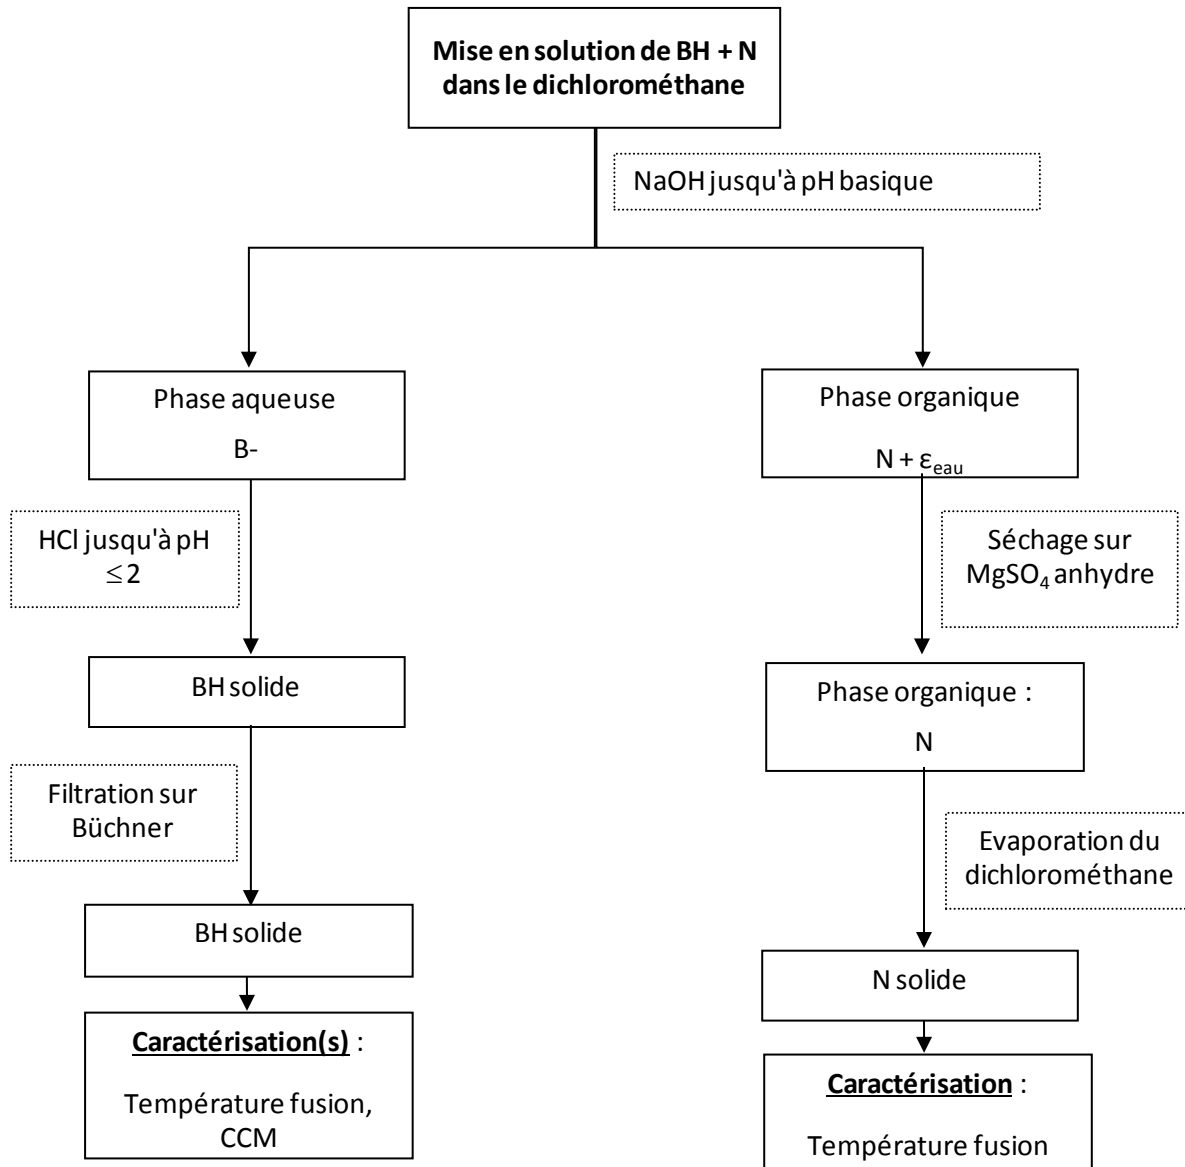 Mise en solution de BH + N
dans le dichlorométhane
NaOH jusqu'à pH basique
Phase aqueuse
B-
Phase organique
N + εeau
HCl jusqu'à pH
≤ 2
Séchage sur
MgSO4 anhydre
BH solide
Phase organique :
N
Filtration sur
Büchner
Evaporation du
dichlorométhane
BH solide
N solide
Caractérisation(s) :
Température fusion,
CCM
Caractérisation :
Température fusion